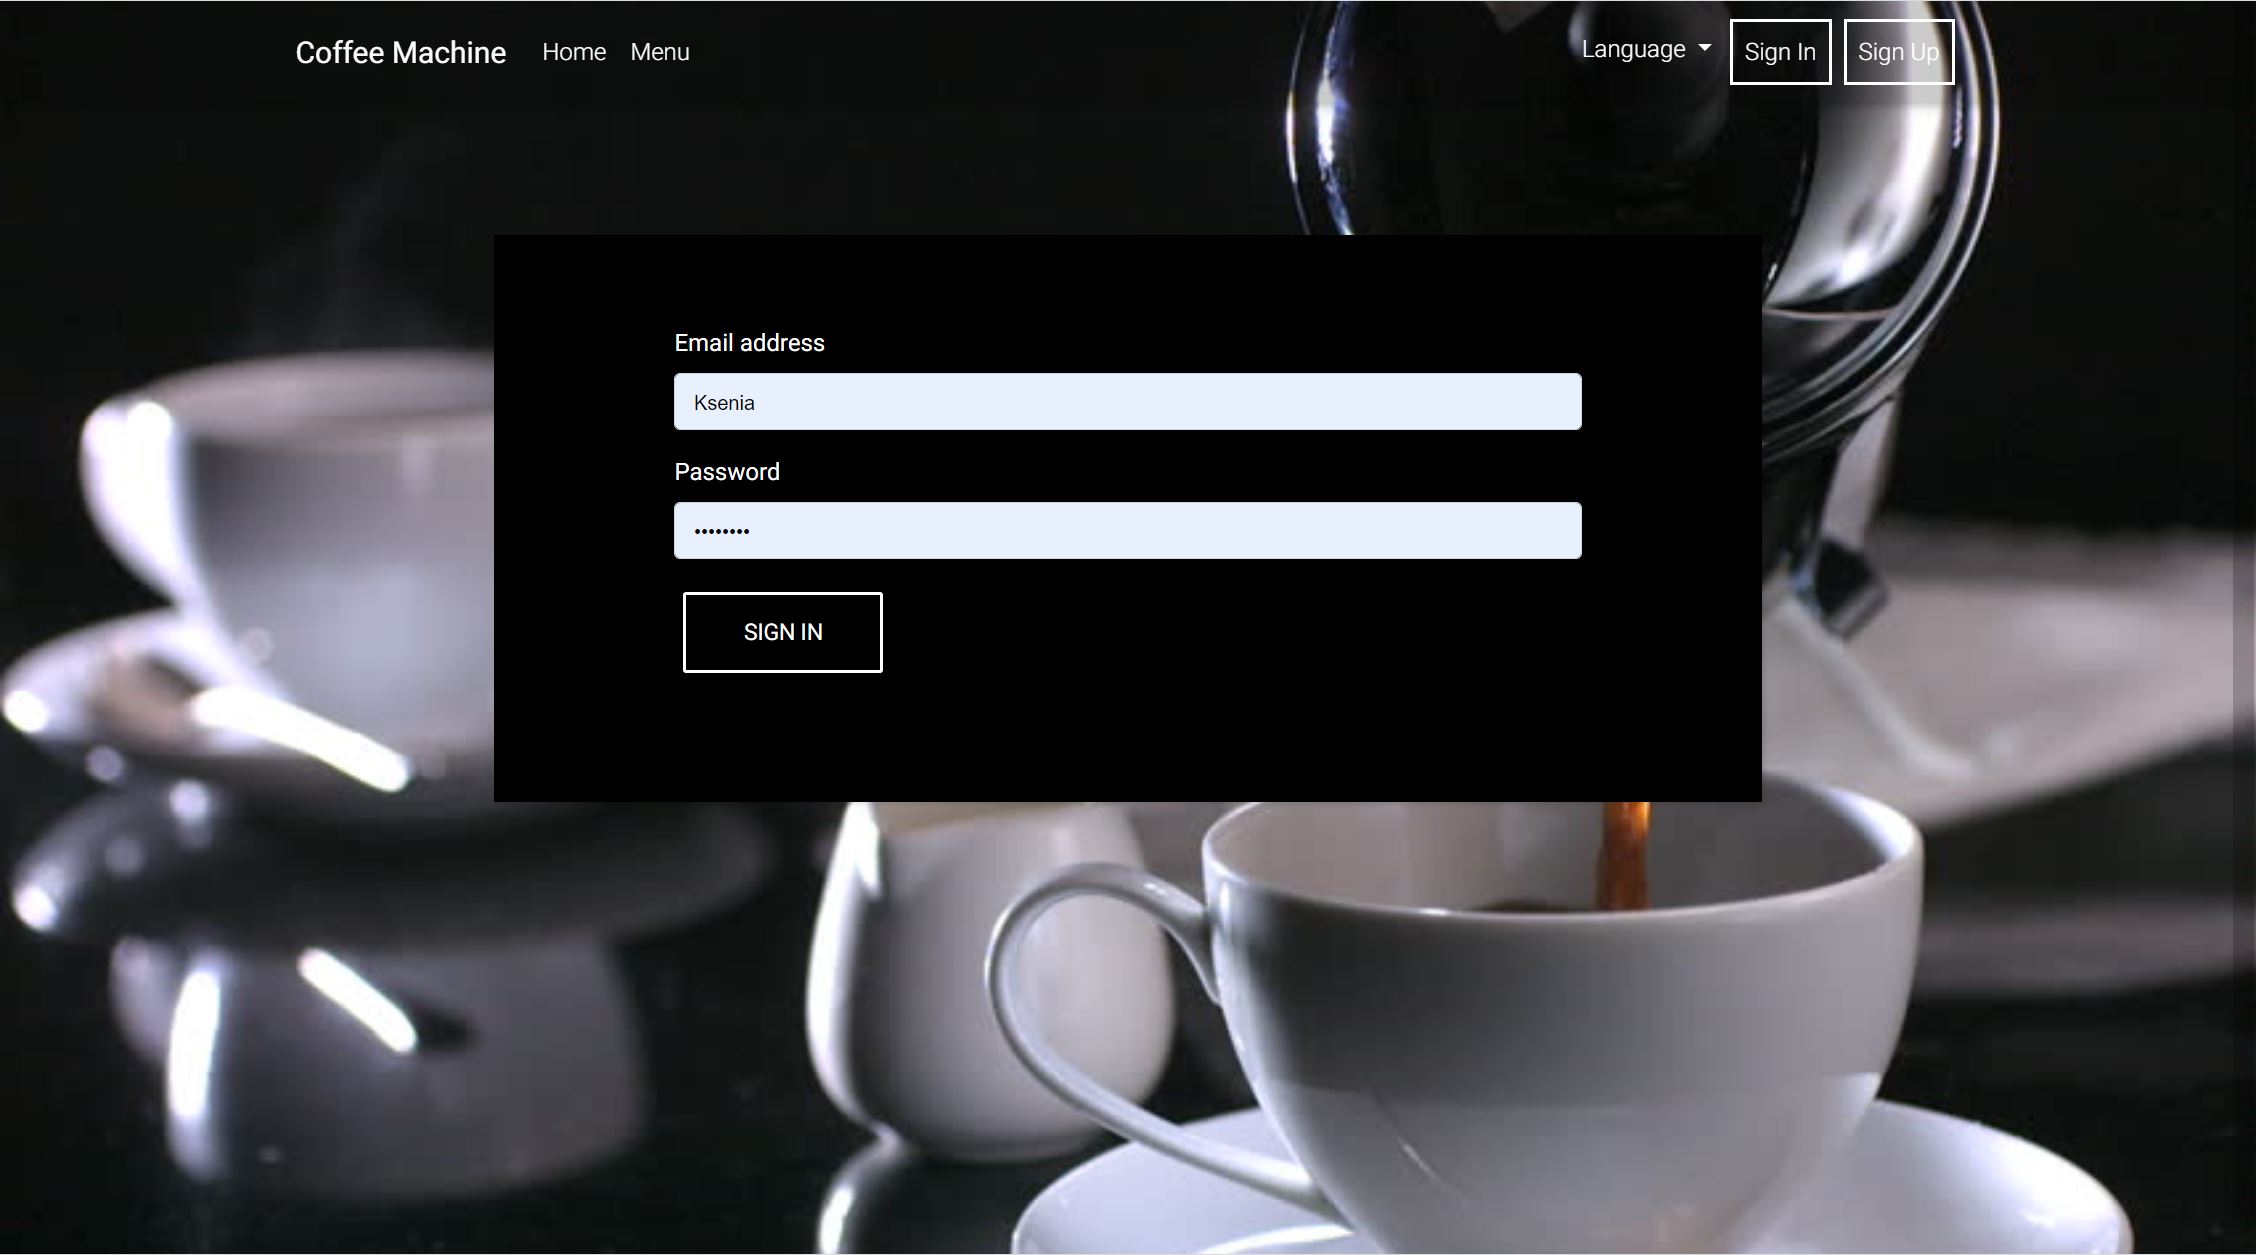 Coffee Machine Home Menu Language Sign In Sign Up
Email address
Ksenia
Password
••••••••
SIGN IN